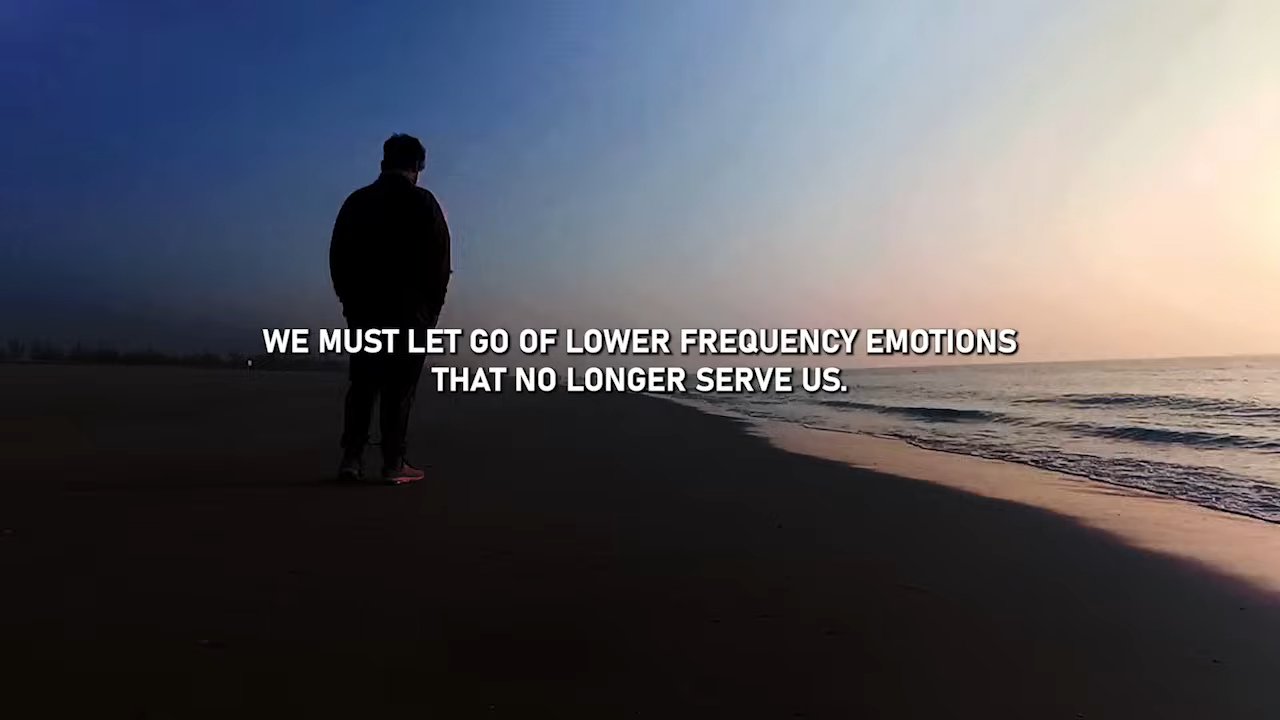 WE MUST LET GO OF LOWER FREQUENCY EMOTIONS
THAT NO LONGER SERVE US.